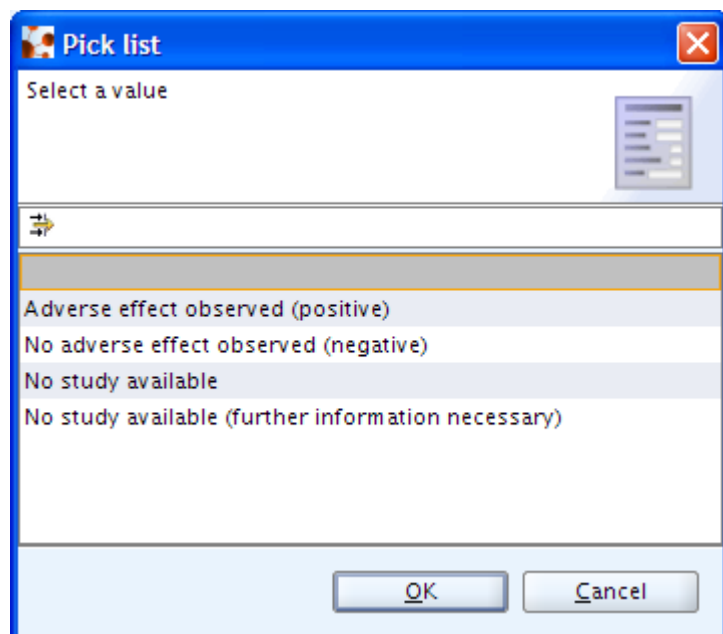 Pick list
Select a value
Adverse effect observed (positive)
No adverse effect observed (negative)
No study available
No study available (further information necessary)
OK
Cancel